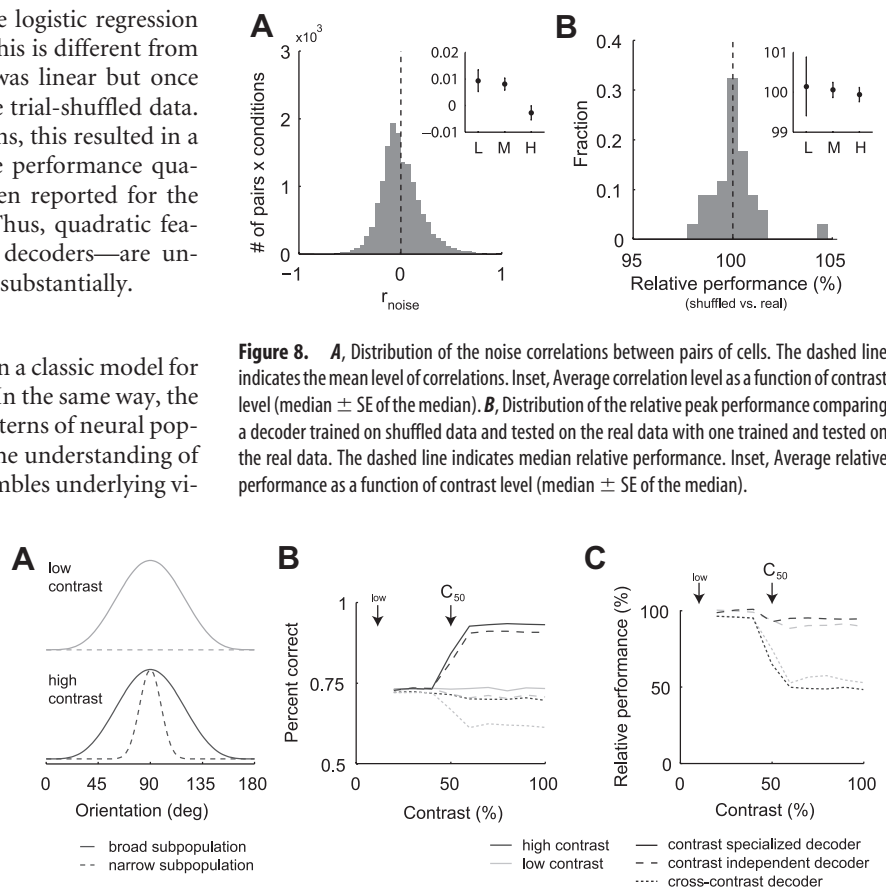 e logistic regression
his is different from
was linear but once
e trial-shuffled data.
ns, this resulted in a
e performance qua-
en reported for the
Thus, quadratic fea-
decoders—are un-
substantially.
n a classic model for
In the same way, the
terns of neural pop-
ne understanding of
mbles underlying vi-
A
x10³
3
2
1
0
# of pairs x conditions
−1
0
1
r_noise
0.02
0.01
0
−0.01
L M H
B
0.4
0.3
0.2
0.1
0
Fraction
95
100
105
Relative performance (%)
(shuffled vs. real)
101
100
99
L M H
Figure 8. A, Distribution of the noise correlations between pairs of cells. The dashed line
indicates the mean level of correlations. Inset, Average correlation level as a function of contrast
level (median ± SE of the median). B, Distribution of the relative peak performance comparing
a decoder trained on shuffled data and tested on the real data with one trained and tested on
the real data. The dashed line indicates median relative performance. Inset, Average relative
performance as a function of contrast level (median ± SE of the median).
A
low
contrast
high
contrast
0 45 90 135 180
Orientation (deg)
broad subpopulation
narrow subpopulation
B
low
C₅₀
1
0.75
0.5
Percent correct
0 50 100
Contrast (%)
C
low
C₅₀
100
50
0
Relative performance (%)
0 50 100
Contrast (%)
high contrast
low contrast
contrast specialized decoder
contrast independent decoder
cross-contrast decoder